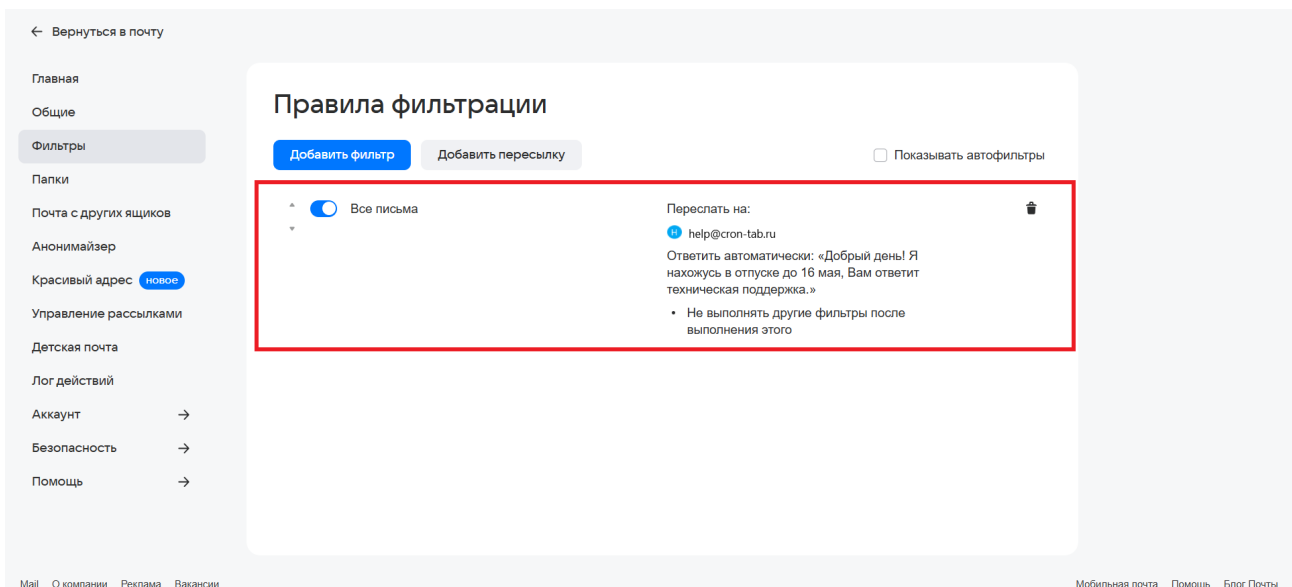 ← Вернуться в почту
Главная
Общие
Фильтры
Папки
Почта с других ящиков
Анонимайзер
Красивый адрес новое
Управление рассылками
Детская почта
Лог действий
Аккаунт →
Безопасность →
Помощь →
Правила фильтрации
Добавить фильтр Добавить пересылку Показывать автофильтры
Все письма
Переслать на:
H help@cron-tab.ru
Ответить автоматически: «Добрый день! Я
нахожусь в отпуске до 16 мая, Вам ответит
техническая поддержка.»
• Не выполнять другие фильтры после
выполнения этого
Mail О компании Реклама Вакансии
Мобильная почта Помощь Блог Почты